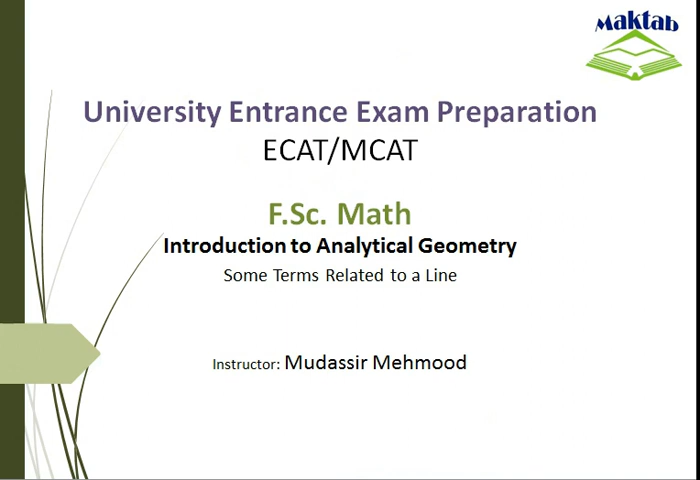 Maktab
University Entrance Exam Preparation
ECAT/MCAT
F.Sc. Math
Introduction to Analytical Geometry
Some Terms Related to a Line
Instructor: Mudassir Mehmood